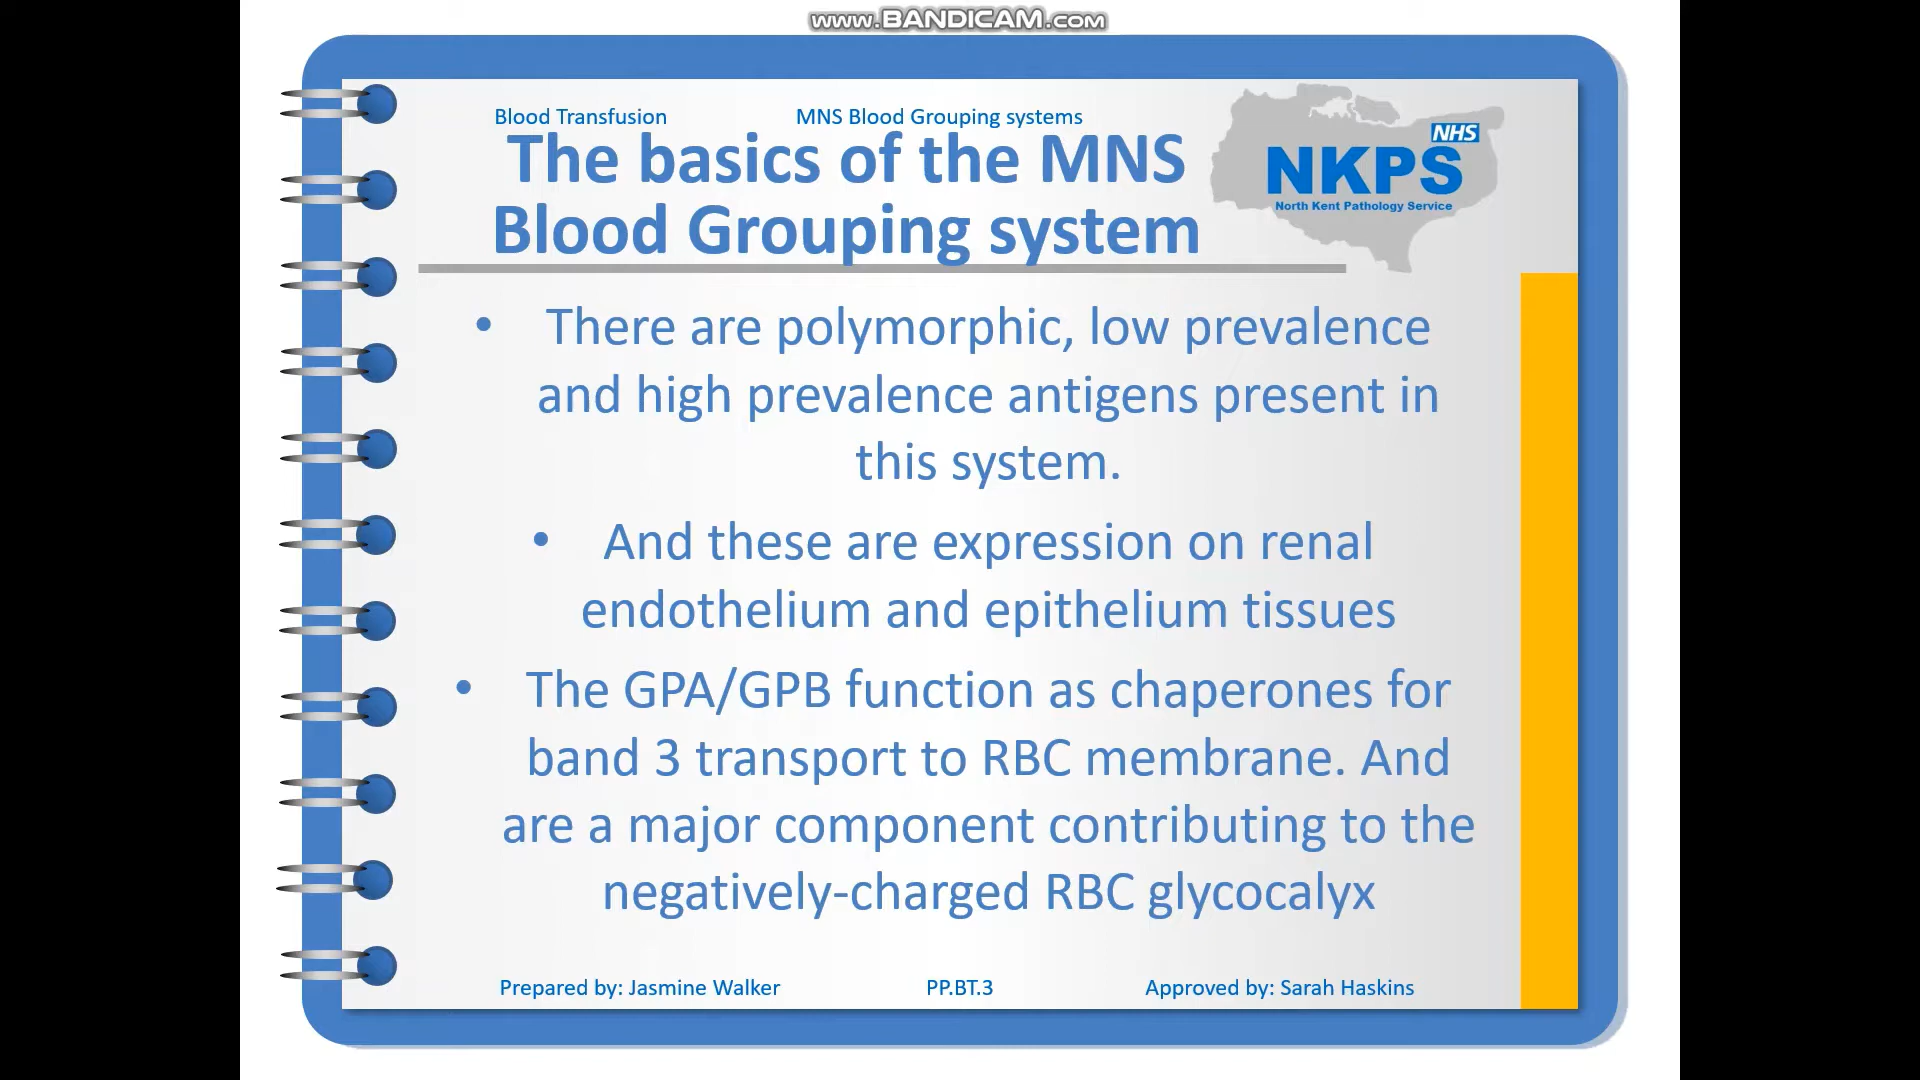 www.BANDICAM.com
Blood Transfusion MNS Blood Grouping systems
The basics of the MNS
Blood Grouping system
NHS
NKPS
North Kent Pathology Service
• There are polymorphic, low prevalence
and high prevalence antigens present in
this system.
• And these are expression on renal
endothelium and epithelium tissues
• The GPA/GPB function as chaperones for
band 3 transport to RBC membrane. And
are a major component contributing to the
negatively-charged RBC glycocalyx
Prepared by: Jasmine Walker PP.BT.3 Approved by: Sarah Haskins